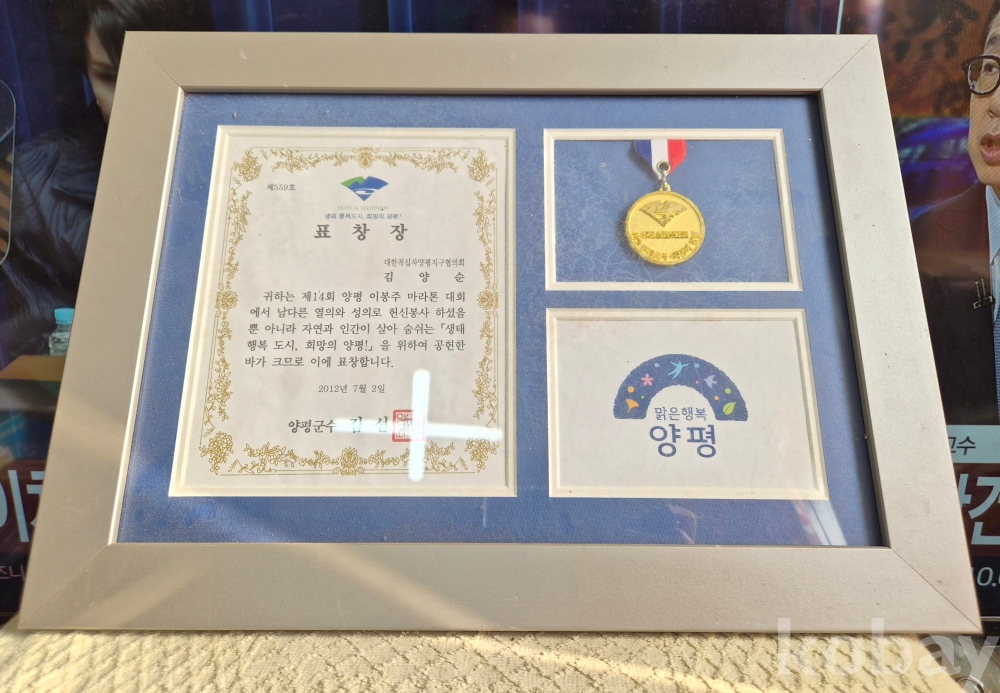 제559호
HOPE & HAPPINESS
생태 행복도시, 희망의 양평!
표 창 장
대한적십자양평지구협의회
김 양 순
귀하는 제14회 양평 이봉주 마라톤 대회
에서 남다른 열의와 성의로 헌신봉사 하셨을
뿐 아니라 자연과 인간이 살아 숨쉬는 「생태
행복 도시, 희망의 양평!」을 위하여 공헌한
바가 크므로 이에 표창합니다.
2012년 7월 2일
양평군수 김 선
맑은행복
양평
교수
kobay